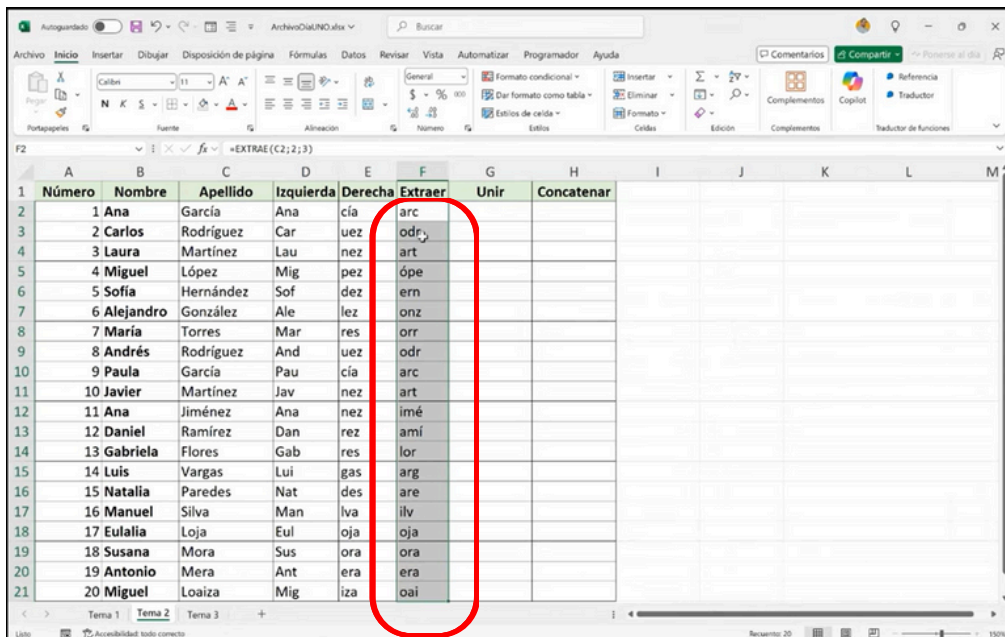 Autoguardado ArchivoDíaUNO.xlsx Buscar
Archivo Inicio Insertar Dibujar Disposición de página Fórmulas Datos Revisar Vista Automatizar Programador Ayuda Comentarios Compartir Ponerse al día
Pegar Calibri 11 General Formato condicional Insertar Referencia
N K S $ % 000 Dar formato como tabla Eliminar Complementos Copilot Traductor
Estilos de celda Formato
Portapapeles Fuente Alineación Número Estilos Celdas Edición Complementos Traductor de funciones
F2 fx =EXTRAE(C2;2;3)
A B C D E F G H I J K L M
1 Número Nombre Apellido Izquierda Derecha Extraer Unir Concatenar
2 1 Ana García Ana cía arc
3 2 Carlos Rodríguez Car uez odr
4 3 Laura Martínez Lau nez art
5 4 Miguel López Mig pez ópe
6 5 Sofía Hernández Sof dez ern
7 6 Alejandro González Ale lez onz
8 7 María Torres Mar res orr
9 8 Andrés Rodríguez And uez odr
10 9 Paula García Pau cía arc
11 10 Javier Martínez Jav nez art
12 11 Ana Jiménez Ana nez imé
13 12 Daniel Ramírez Dan rez amí
14 13 Gabriela Flores Gab res lor
15 14 Luis Vargas Lui gas arg
16 15 Natalia Paredes Nat des are
17 16 Manuel Silva Man lva ilv
18 17 Eulalia Loja Eul oja oja
19 18 Susana Mora Sus ora ora
20 19 Antonio Mera Ant era era
21 20 Miguel Loaiza Mig iza oai
Tema 1 Tema 2 Tema 3 +
Listo Accesibilidad: todo correcto Recuento: 20 150%